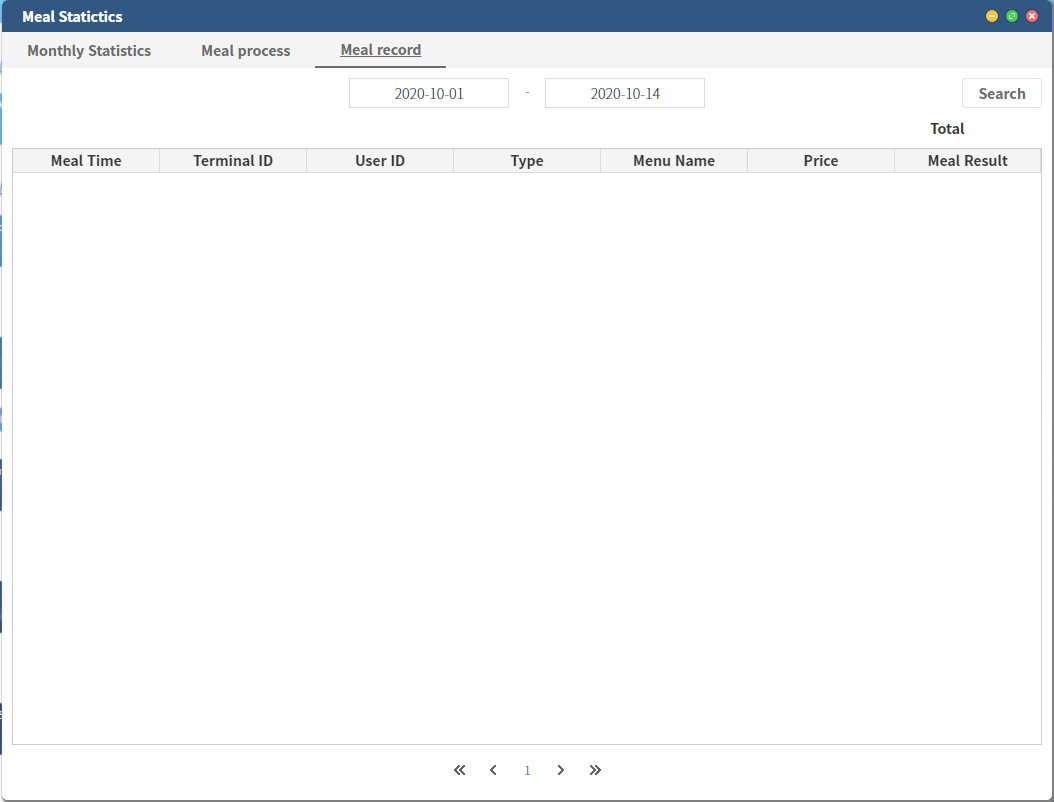 Meal Statictics
Monthly Statistics Meal process Meal record
2020-10-01 - 2020-10-14 Search
Total
Meal Time Terminal ID User ID Type Menu Name Price Meal Result
« < 1 > »